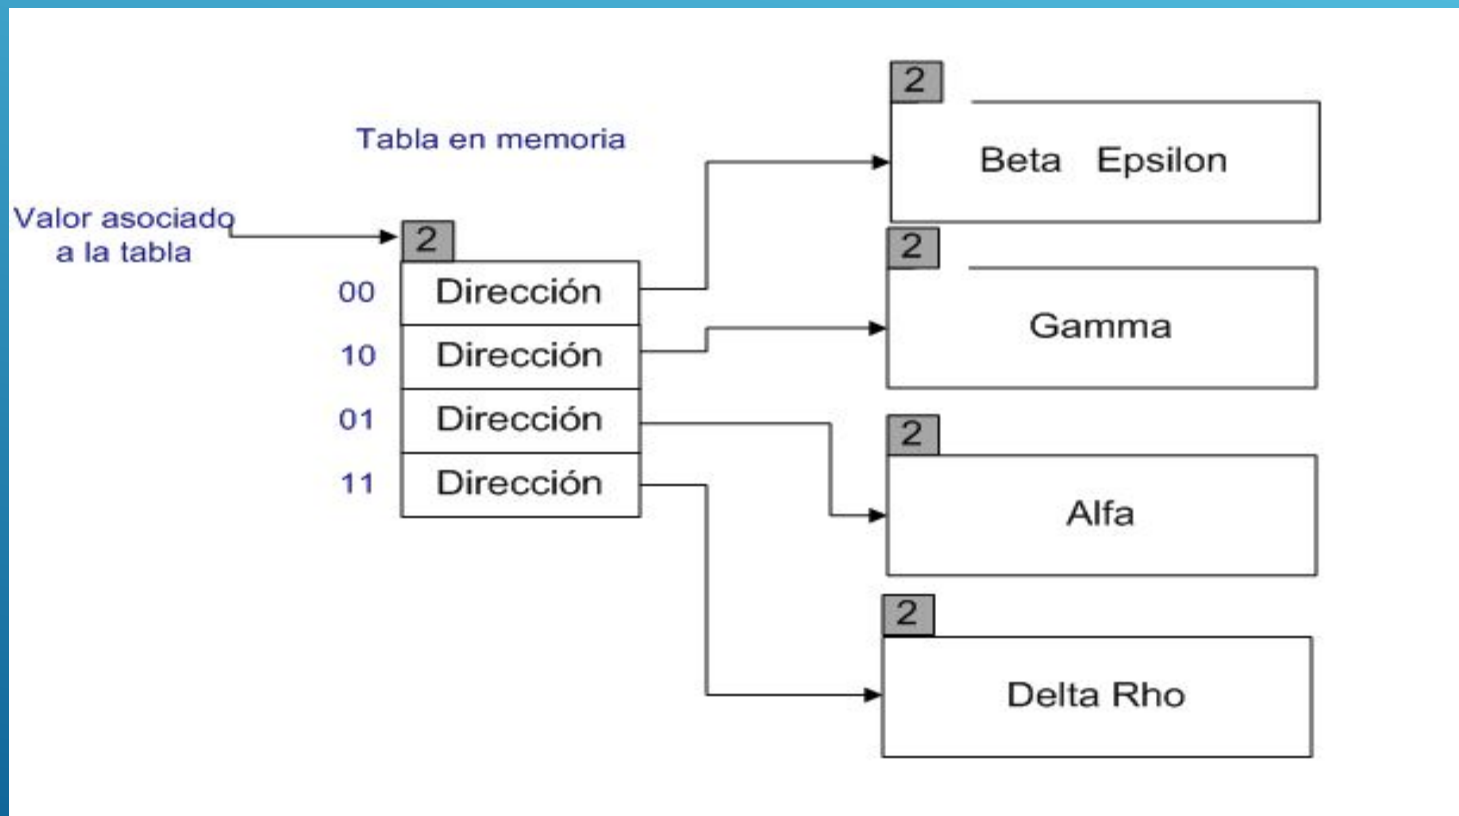 2
Tabla en memoria
Beta Epsilon
Valor asociado
a la tabla
2
2
00 Dirección
Gamma
10 Dirección
01 Dirección
2
11 Dirección
Alfa
2
Delta Rho